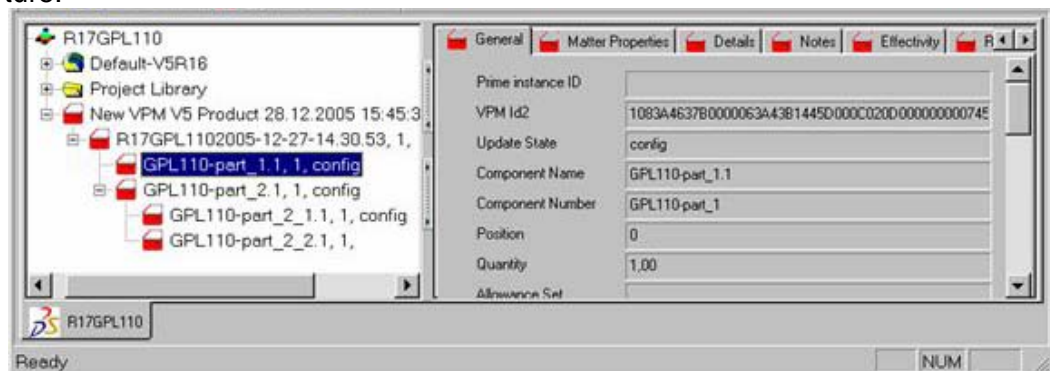 ture.
R17GPL110
Default-V5R16
Project Library
New VPM V5 Product 28.12.2005 15:45:3
R17GPL1102005-12-27-14.30.53, 1,
GPL110-part_1.1, 1, config
GPL110-part_2.1, 1, config
GPL110-part_2_1.1, 1, config
GPL110-part_2_2.1, 1,
General Matter Properties Details Notes Effectivity R
Prime instance ID
VPM Id2 1083A4637B0000063A43B1445D000C020D000000000745
Update State config
Component Name GPL110-part_1.1
Component Number GPL110-part_1
Position 0
Quantity 1,00
Allowance Set
R17GPL110
Ready NUM